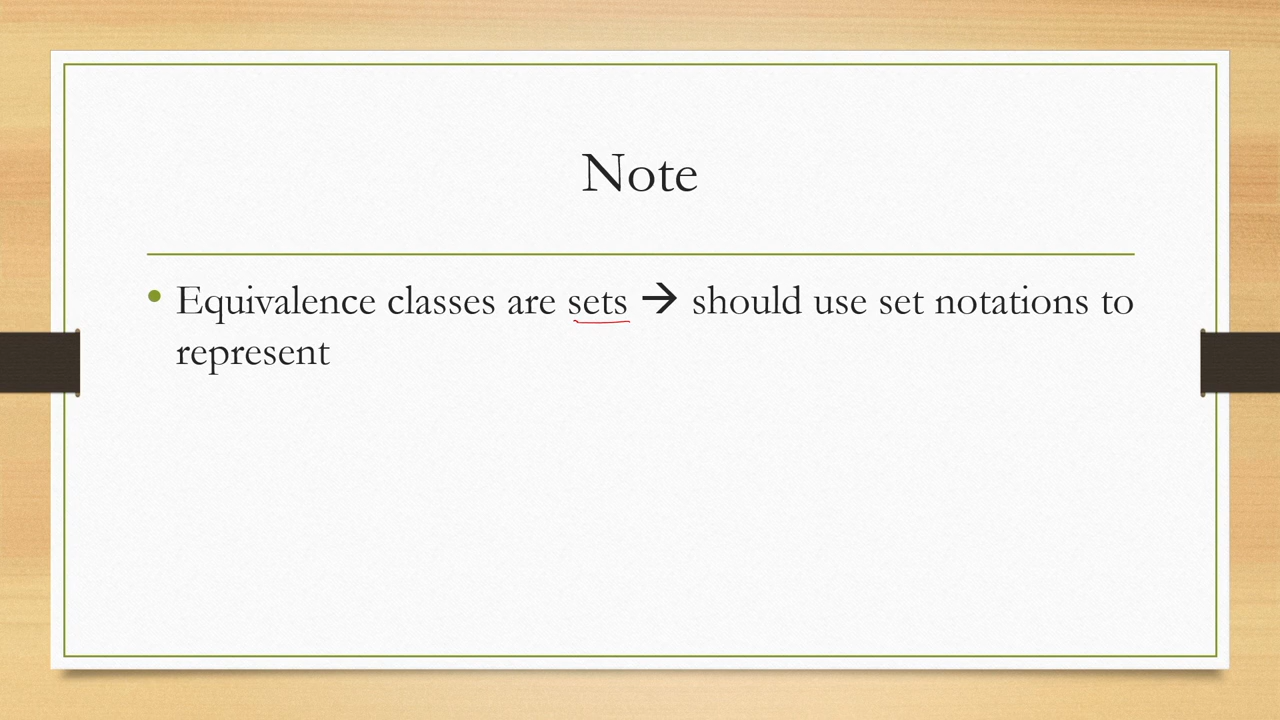 Note
• Equivalence classes are sets → should use set notations to
represent